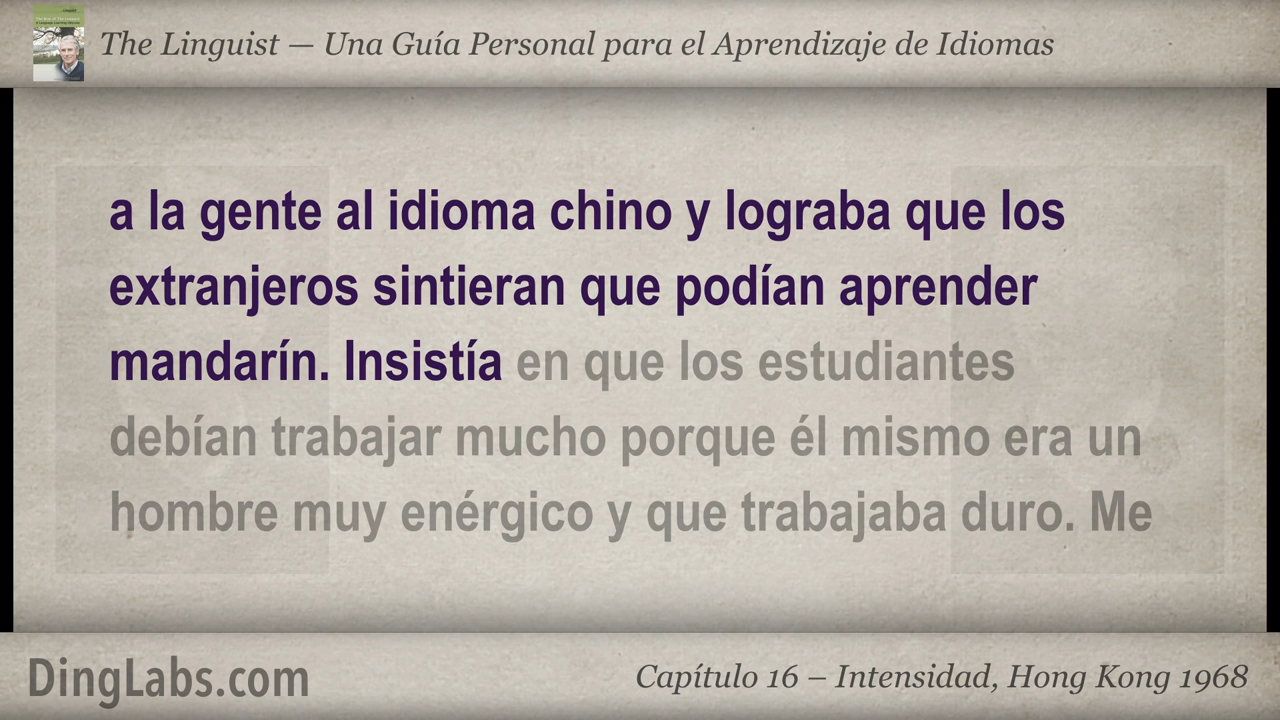 The Linguist — Una Guía Personal para el Aprendizaje de Idiomas
a la gente al idioma chino y lograba que los
extranjeros sintieran que podían aprender
mandarín. Insistía en que los estudiantes
debían trabajar mucho porque él mismo era un
hombre muy enérgico y que trabajaba duro. Me
DingLabs.com
Capítulo 16 – Intensidad, Hong Kong 1968